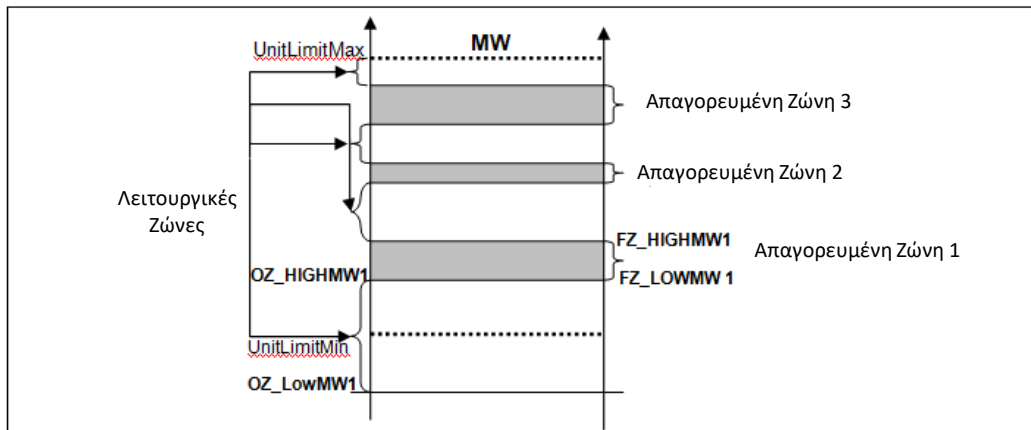 MW
UnitLimitMax
Απαγορευμένη Ζώνη 3
Απαγορευμένη Ζώνη 2
Λειτουργικές
Ζώνες
FZ_HIGHMW1
Απαγορευμένη Ζώνη 1
OZ_HIGHMW1
FZ_LOWMW 1
UnitLimitMin
OZ_LowMW1